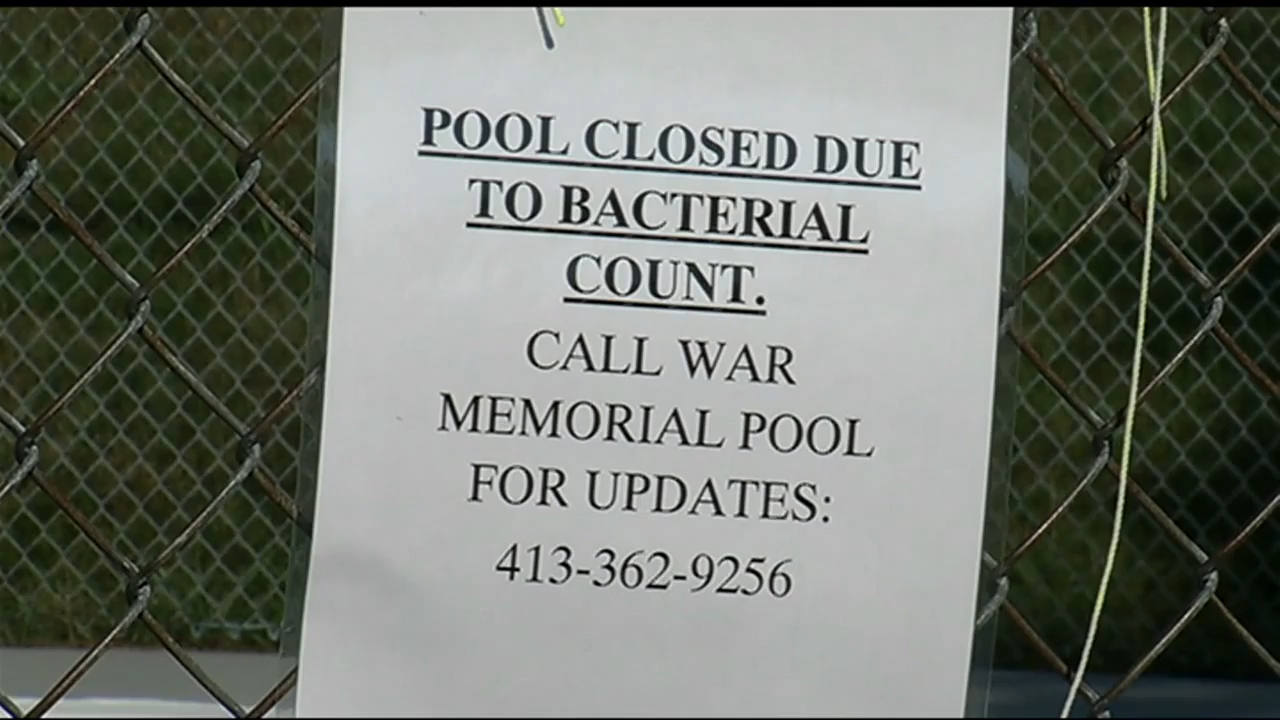 POOL CLOSED DUE
TO BACTERIAL
COUNT.
CALL WAR
MEMORIAL POOL
FOR UPDATES:
413-362-9256